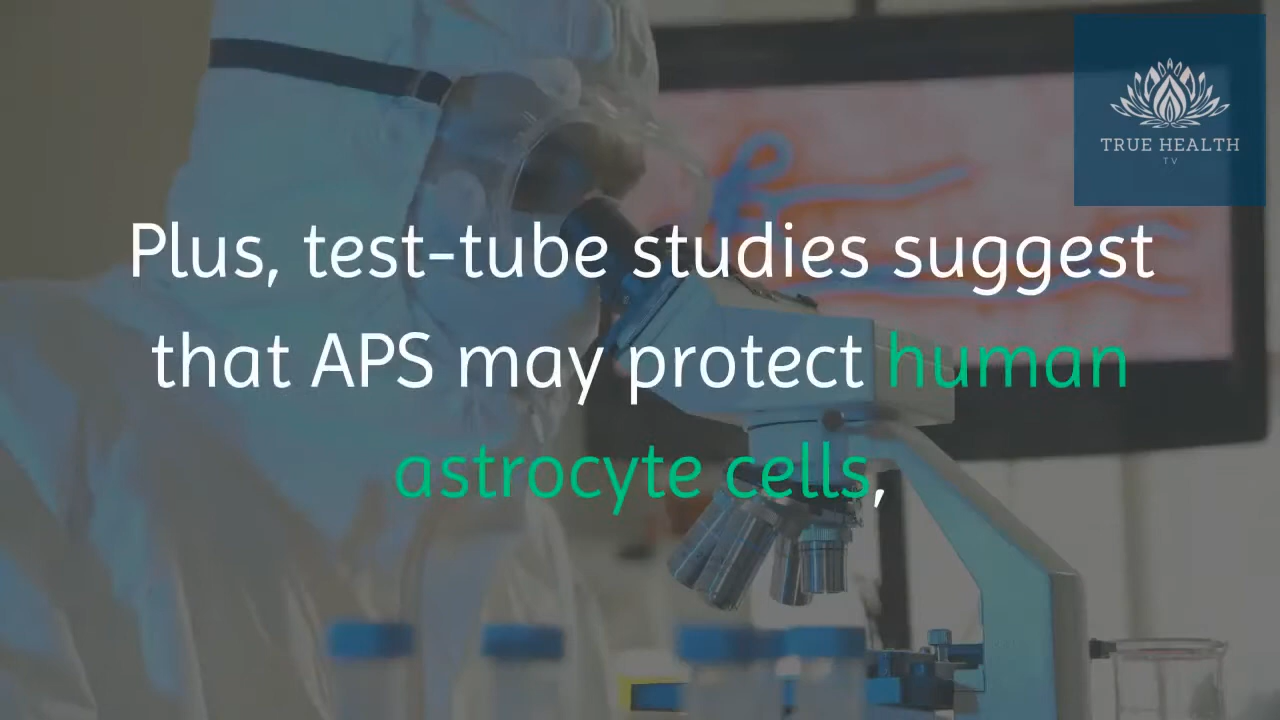 TRUE HEALTH
TV
Plus, test-tube studies suggest
that APS may protect human
astrocyte cells,